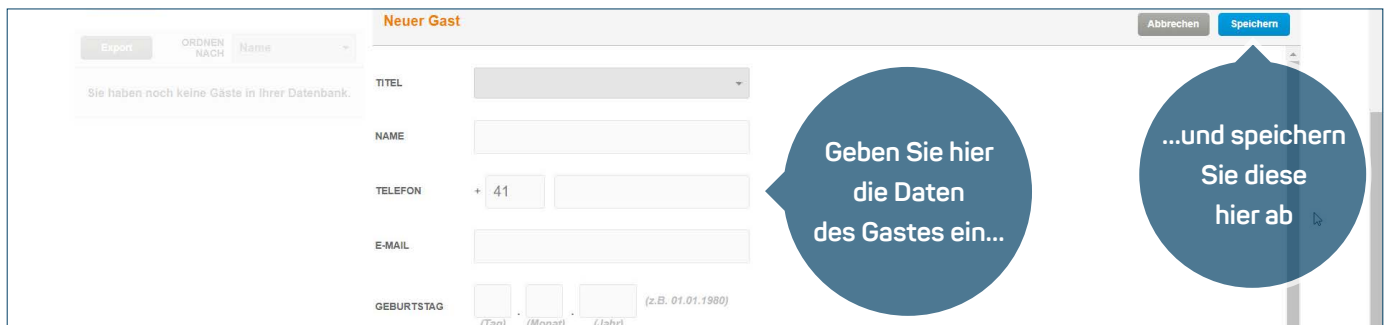 Neuer Gast
Abbrechen
Speichern
Export
ORDNEN
NACH
Name
Sie haben noch keine Gäste in Ihrer Datenbank.
TITEL
NAME
TELEFON + 41
E-MAIL
GEBURTSTAG . . (z.B. 01.01.1980)
(Tag) (Monat) (Jahr)
Geben Sie hier
die Daten
des Gastes ein...
...und speichern
Sie diese
hier ab